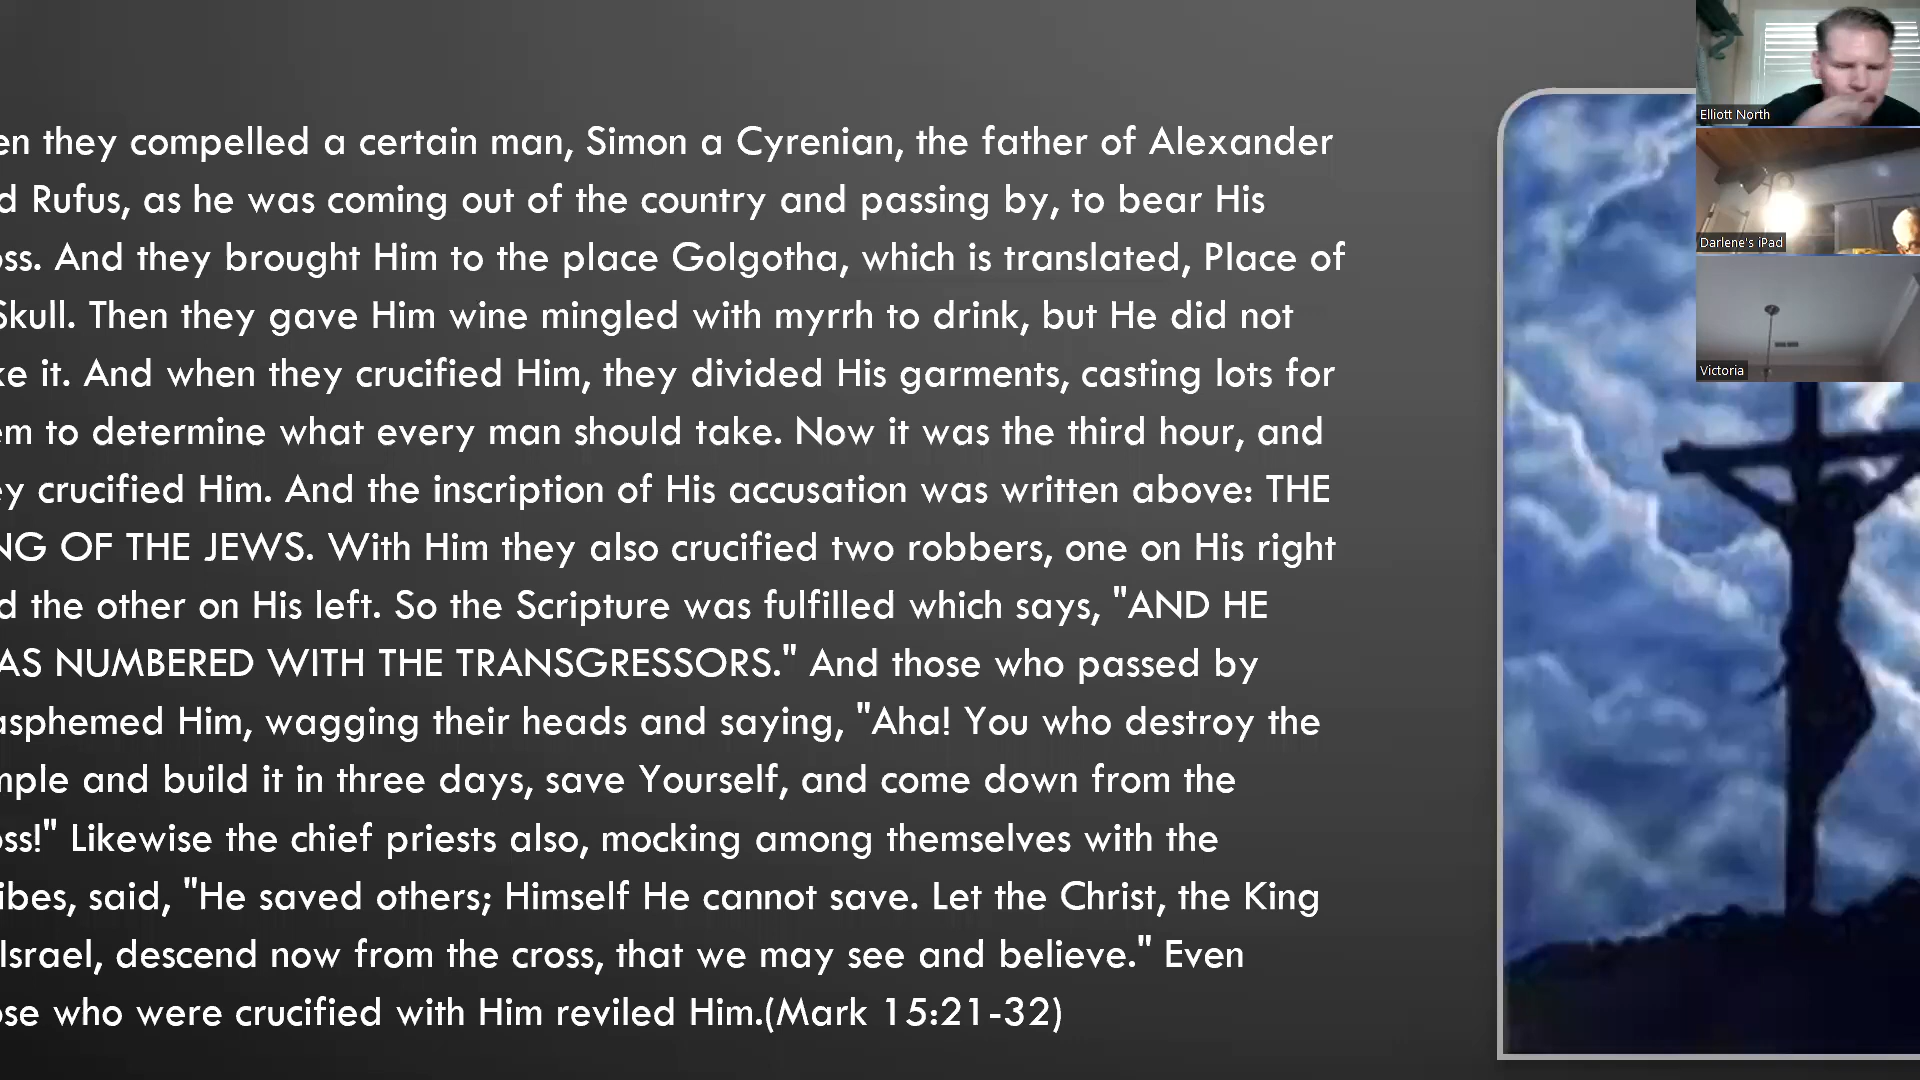 en they compelled a certain man, Simon a Cyrenian, the father of Alexander
d Rufus, as he was coming out of the country and passing by, to bear His
oss. And they brought Him to the place Golgotha, which is translated, Place of
Skull. Then they gave Him wine mingled with myrrh to drink, but He did not
ke it. And when they crucified Him, they divided His garments, casting lots for
em to determine what every man should take. Now it was the third hour, and
ey crucified Him. And the inscription of His accusation was written above: THE
NG OF THE JEWS. With Him they also crucified two robbers, one on His right
d the other on His left. So the Scripture was fulfilled which says, "AND HE
AS NUMBERED WITH THE TRANSGRESSORS." And those who passed by
asphemed Him, wagging their heads and saying, "Aha! You who destroy the
mple and build it in three days, save Yourself, and come down from the
oss!" Likewise the chief priests also, mocking among themselves with the
ibes, said, "He saved others; Himself He cannot save. Let the Christ, the King
Israel, descend now from the cross, that we may see and believe." Even
ose who were crucified with Him reviled Him.(Mark 15:21-32)
Elliott North
Darlene's iPad
Victoria